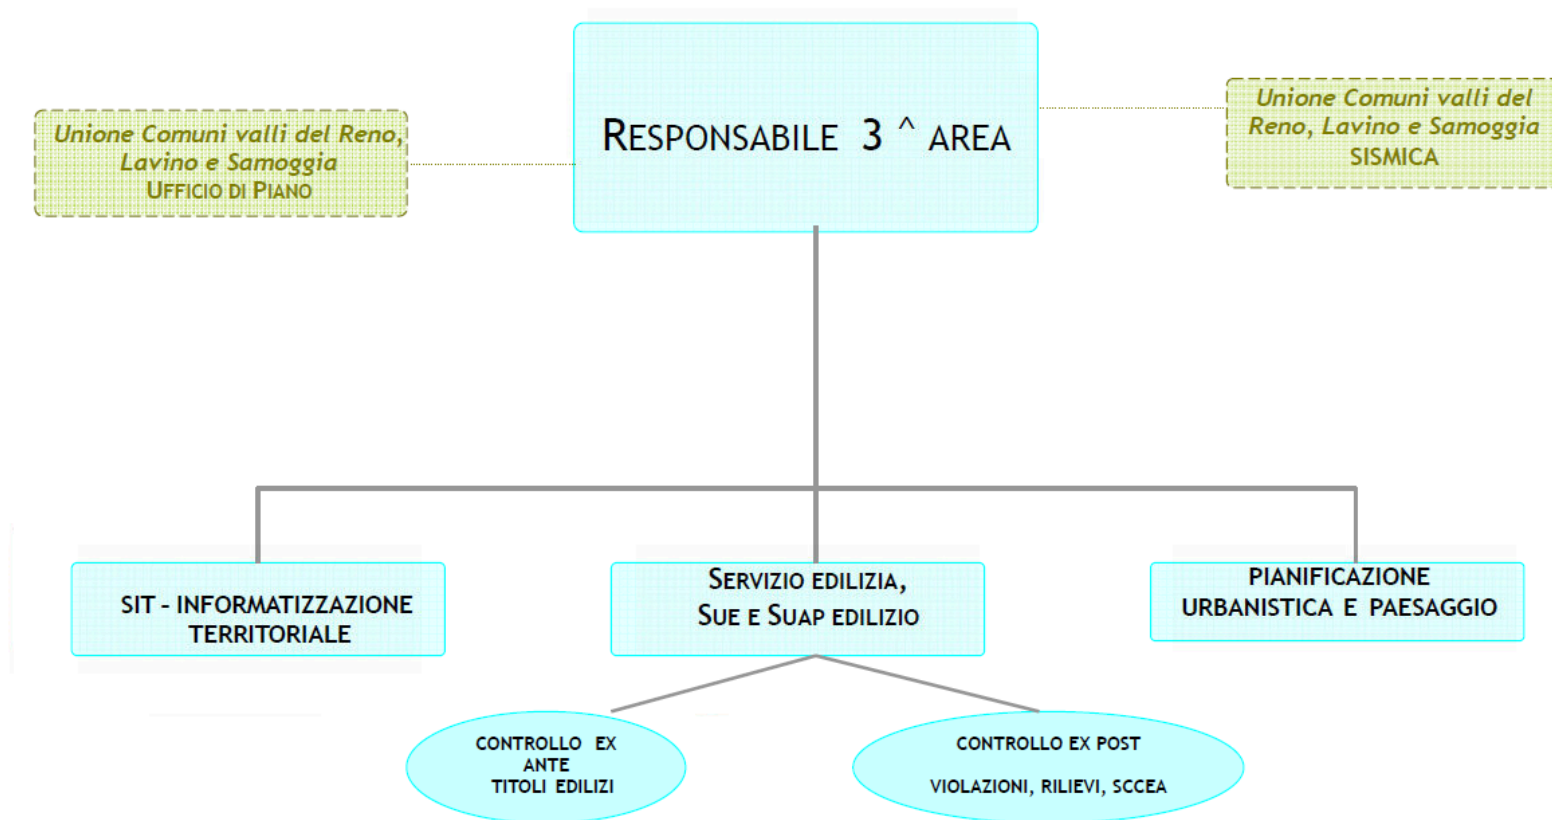 RESPONSABILE 3 ^ AREA
Unione Comuni valli del Reno,
Lavino e Samoggia
UFFICIO DI PIANO
Unione Comuni valli del
Reno, Lavino e Samoggia
SISMICA
SIT - INFORMATIZZAZIONE
TERRITORIALE
SERVIZIO EDILIZIA,
SUE E SUAP EDILIZIO
PIANIFICAZIONE
URBANISTICA E PAESAGGIO
CONTROLLO EX
ANTE
TITOLI EDILIZI
CONTROLLO EX POST
VIOLAZIONI, RILIEVI, SCCEA